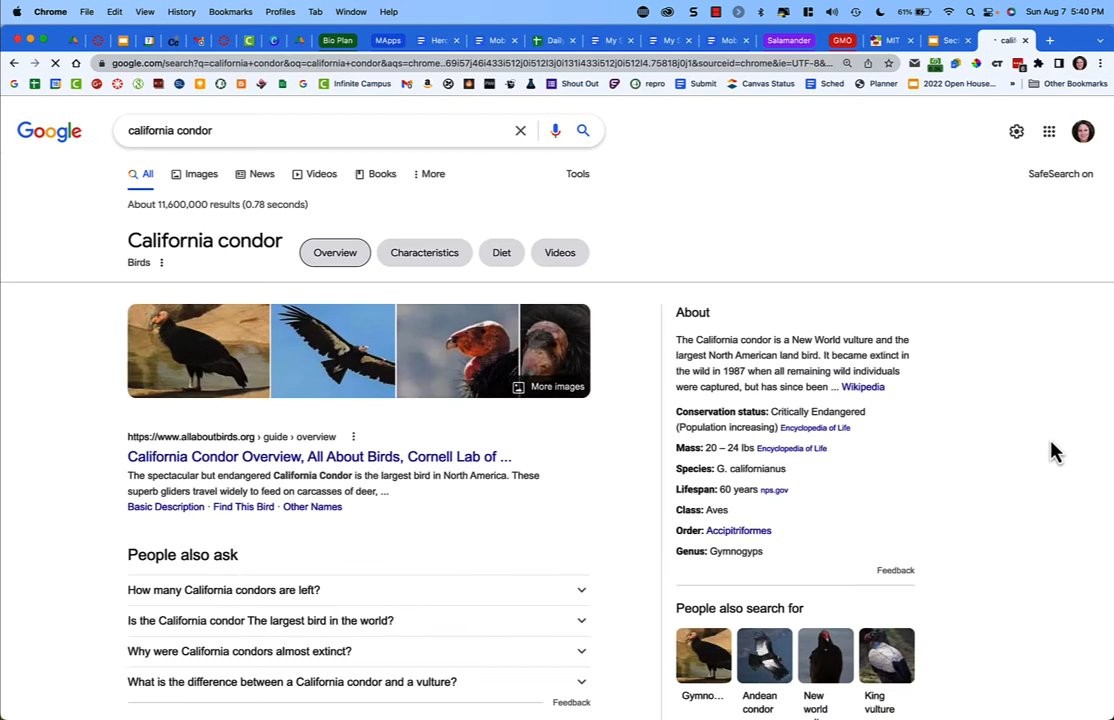 Chrome File Edit View History Bookmarks Profiles Tab Window Help 61% Sun Aug 7 5:40 PM
Bio Plan MApps Hero Mob Daily My S My S Mob Salamander GMO MIT Sec calif
google.com/search?q=california+condor&oq=california+condor&aqs=chrome..69i57j46i433i512j0i512l3j0i131i433i512j0i512l4.75818j0j1&sourceid=chrome&ie=UTF-8&...
Infinite Campus Shout Out repro Submit Canvas Status Sched Planner 2022 Open House... » Other Bookmarks
Google california condor
All Images News Videos Books More Tools SafeSearch on
About 11,600,000 results (0.78 seconds)
California condor Overview Characteristics Diet Videos
Birds
More images
https://www.allaboutbirds.org › guide › overview
California Condor Overview, All About Birds, Cornell Lab of ...
The spectacular but endangered California Condor is the largest bird in North America. These
superb gliders travel widely to feed on carcasses of deer, ...
Basic Description · Find This Bird · Other Names
People also ask
How many California condors are left?
Is the California condor The largest bird in the world?
Why were California condors almost extinct?
What is the difference between a California condor and a vulture?
Feedback
About
The California condor is a New World vulture and the
largest North American land bird. It became extinct in
the wild in 1987 when all remaining wild individuals
were captured, but has since been ... Wikipedia
Conservation status: Critically Endangered
(Population increasing) Encyclopedia of Life
Mass: 20 – 24 lbs Encyclopedia of Life
Species: G. californianus
Lifespan: 60 years nps.gov
Class: Aves
Order: Accipitriformes
Genus: Gymnogyps
Feedback
People also search for
Gymno...
Andean
condor
New
world
King
vulture